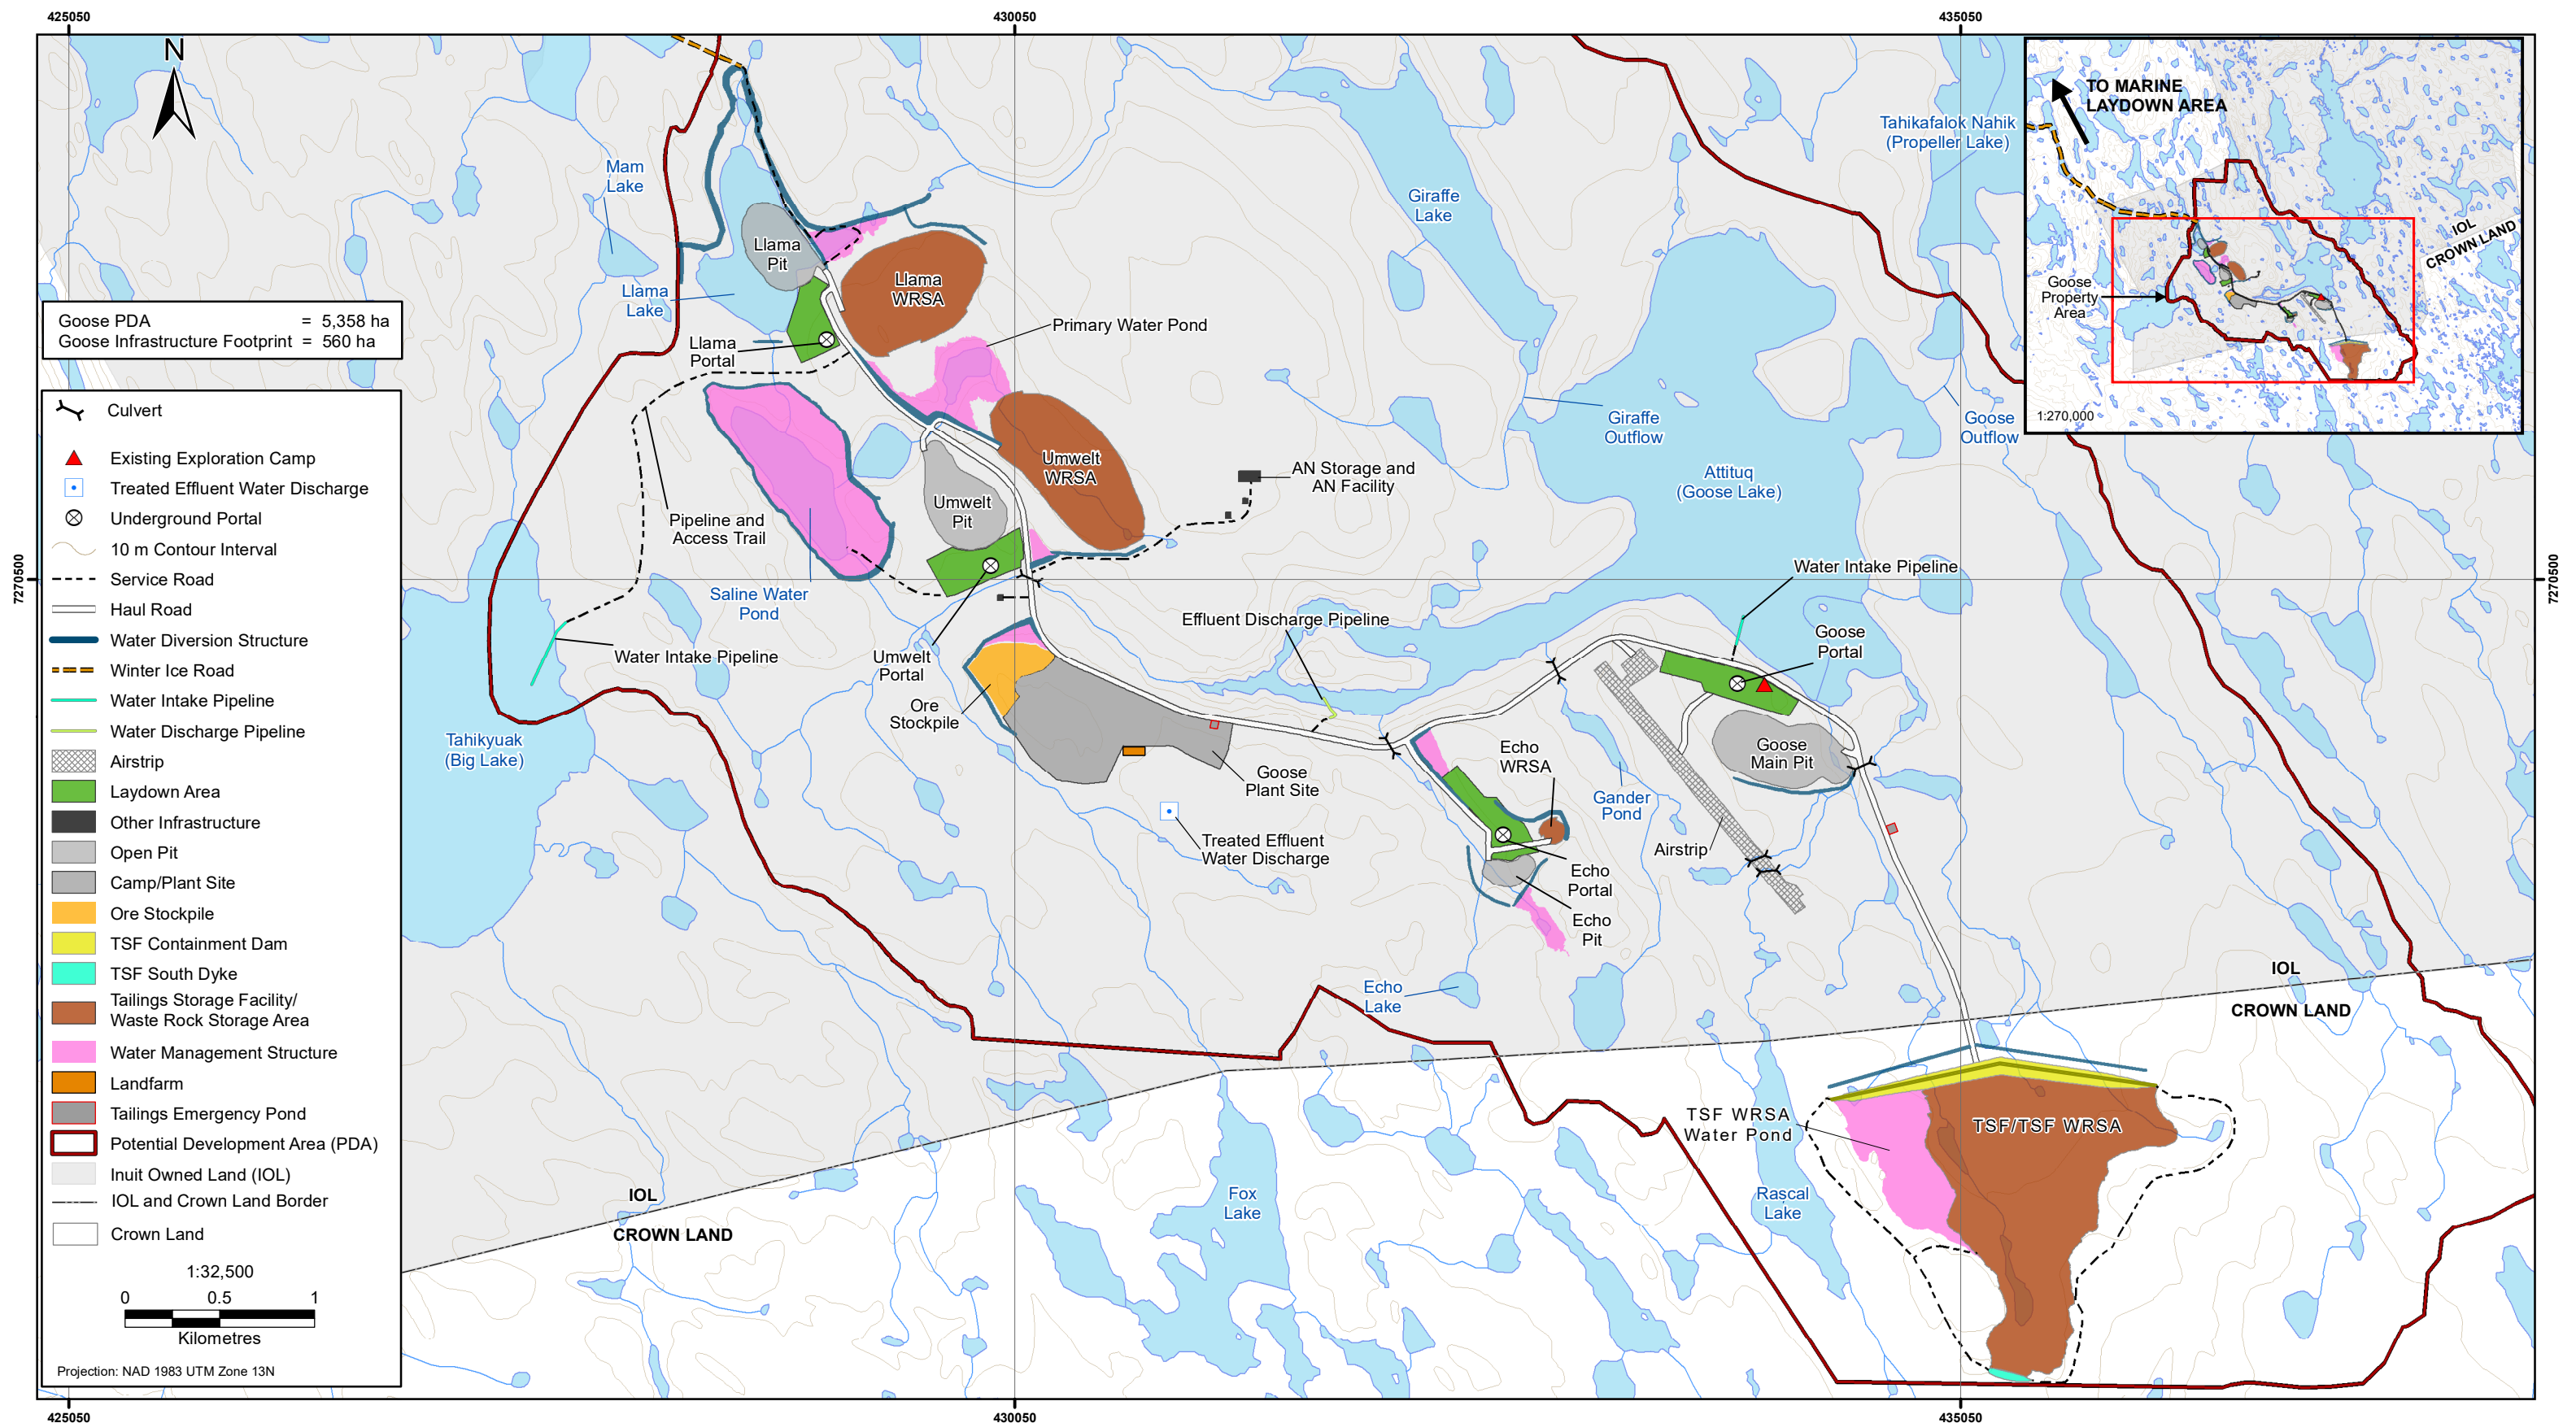 425050
430050
435050
N
TO MARINE
LAYDOWN AREA
IOL
CROWN LAND
Goose
Property
Area
1:270,000
Tahikafalok Nahik
(Propeller Lake)
Mam
Lake
Giraffe
Lake
Llama
Pit
Llama
WRSA
Llama
Lake
Goose PDA = 5,358 ha
Goose Infrastructure Footprint = 560 ha
Primary Water Pond
Llama
Portal
Giraffe
Outflow
Goose
Outflow
Attituq
(Goose Lake)
Umwelt
WRSA
AN Storage and
AN Facility
Umwelt
Pit
Pipeline and
Access Trail
7270500
7270500
Saline Water
Pond
Water Intake Pipeline
Effluent Discharge Pipeline
Goose
Portal
Water Intake Pipeline
Umwelt
Portal
Ore
Stockpile
Tahikyuak
(Big Lake)
Goose
Plant Site
Echo
WRSA
Goose
Main Pit
Gander
Pond
Treated Effluent
Water Discharge
Airstrip
Echo
Portal
Echo
Pit
Echo
Lake
IOL
CROWN LAND
TSF WRSA
Water Pond
TSF/TSF WRSA
Fox
Lake
Rascal
Lake
IOL
CROWN LAND
Culvert
Existing Exploration Camp
Treated Effluent Water Discharge
Underground Portal
10 m Contour Interval
Service Road
Haul Road
Water Diversion Structure
Winter Ice Road
Water Intake Pipeline
Water Discharge Pipeline
Airstrip
Laydown Area
Other Infrastructure
Open Pit
Camp/Plant Site
Ore Stockpile
TSF Containment Dam
TSF South Dyke
Tailings Storage Facility/
Waste Rock Storage Area
Water Management Structure
Landfarm
Tailings Emergency Pond
Potential Development Area (PDA)
Inuit Owned Land (IOL)
IOL and Crown Land Border
Crown Land
1:32,500
0 0.5 1
Kilometres
Projection: NAD 1983 UTM Zone 13N
425050
430050
435050